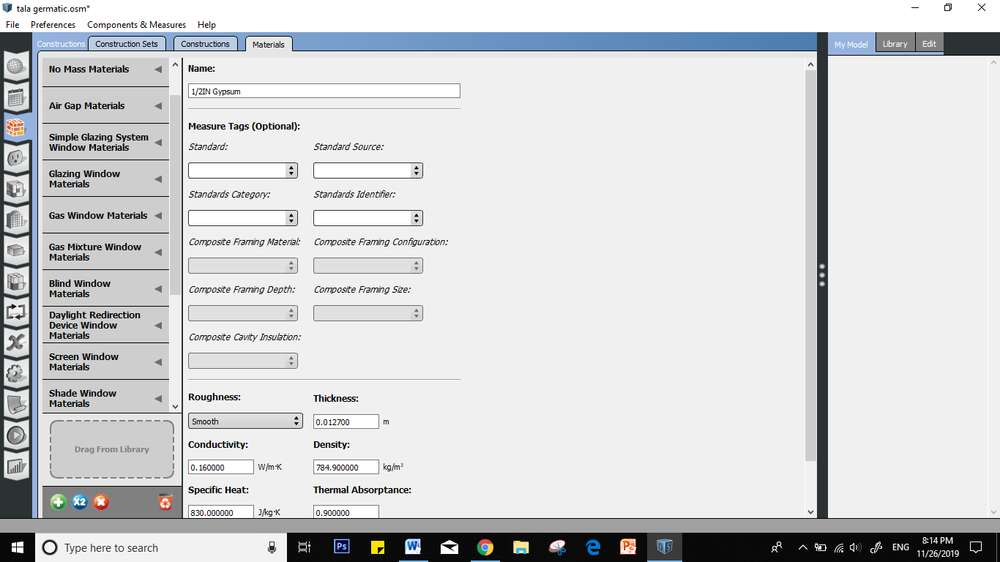 tala germatic.osm*
File Preferences Components & Measures Help
Constructions Construction Sets Constructions Materials
My Model Library Edit
No Mass Materials
Air Gap Materials
Simple Glazing System
Window Materials
Glazing Window
Materials
Gas Window Materials
Gas Mixture Window
Materials
Blind Window
Materials
Daylight Redirection
Device Window
Materials
Screen Window
Materials
Shade Window
Materials
Drag From Library
X2
Name:
1/2IN Gypsum
Measure Tags (Optional):
Standard: Standard Source:
Standards Category: Standards Identifier:
Composite Framing Material: Composite Framing Configuration:
Composite Framing Depth: Composite Framing Size:
Composite Cavity Insulation:
Roughness: Thickness:
Smooth 0.012700 m
Conductivity: Density:
0.160000 W/m·K 784.900000 kg/m³
Specific Heat: Thermal Absorptance:
830.000000 J/kg·K 0.900000
Type here to search
Ps
ENG
8:14 PM
11/26/2019